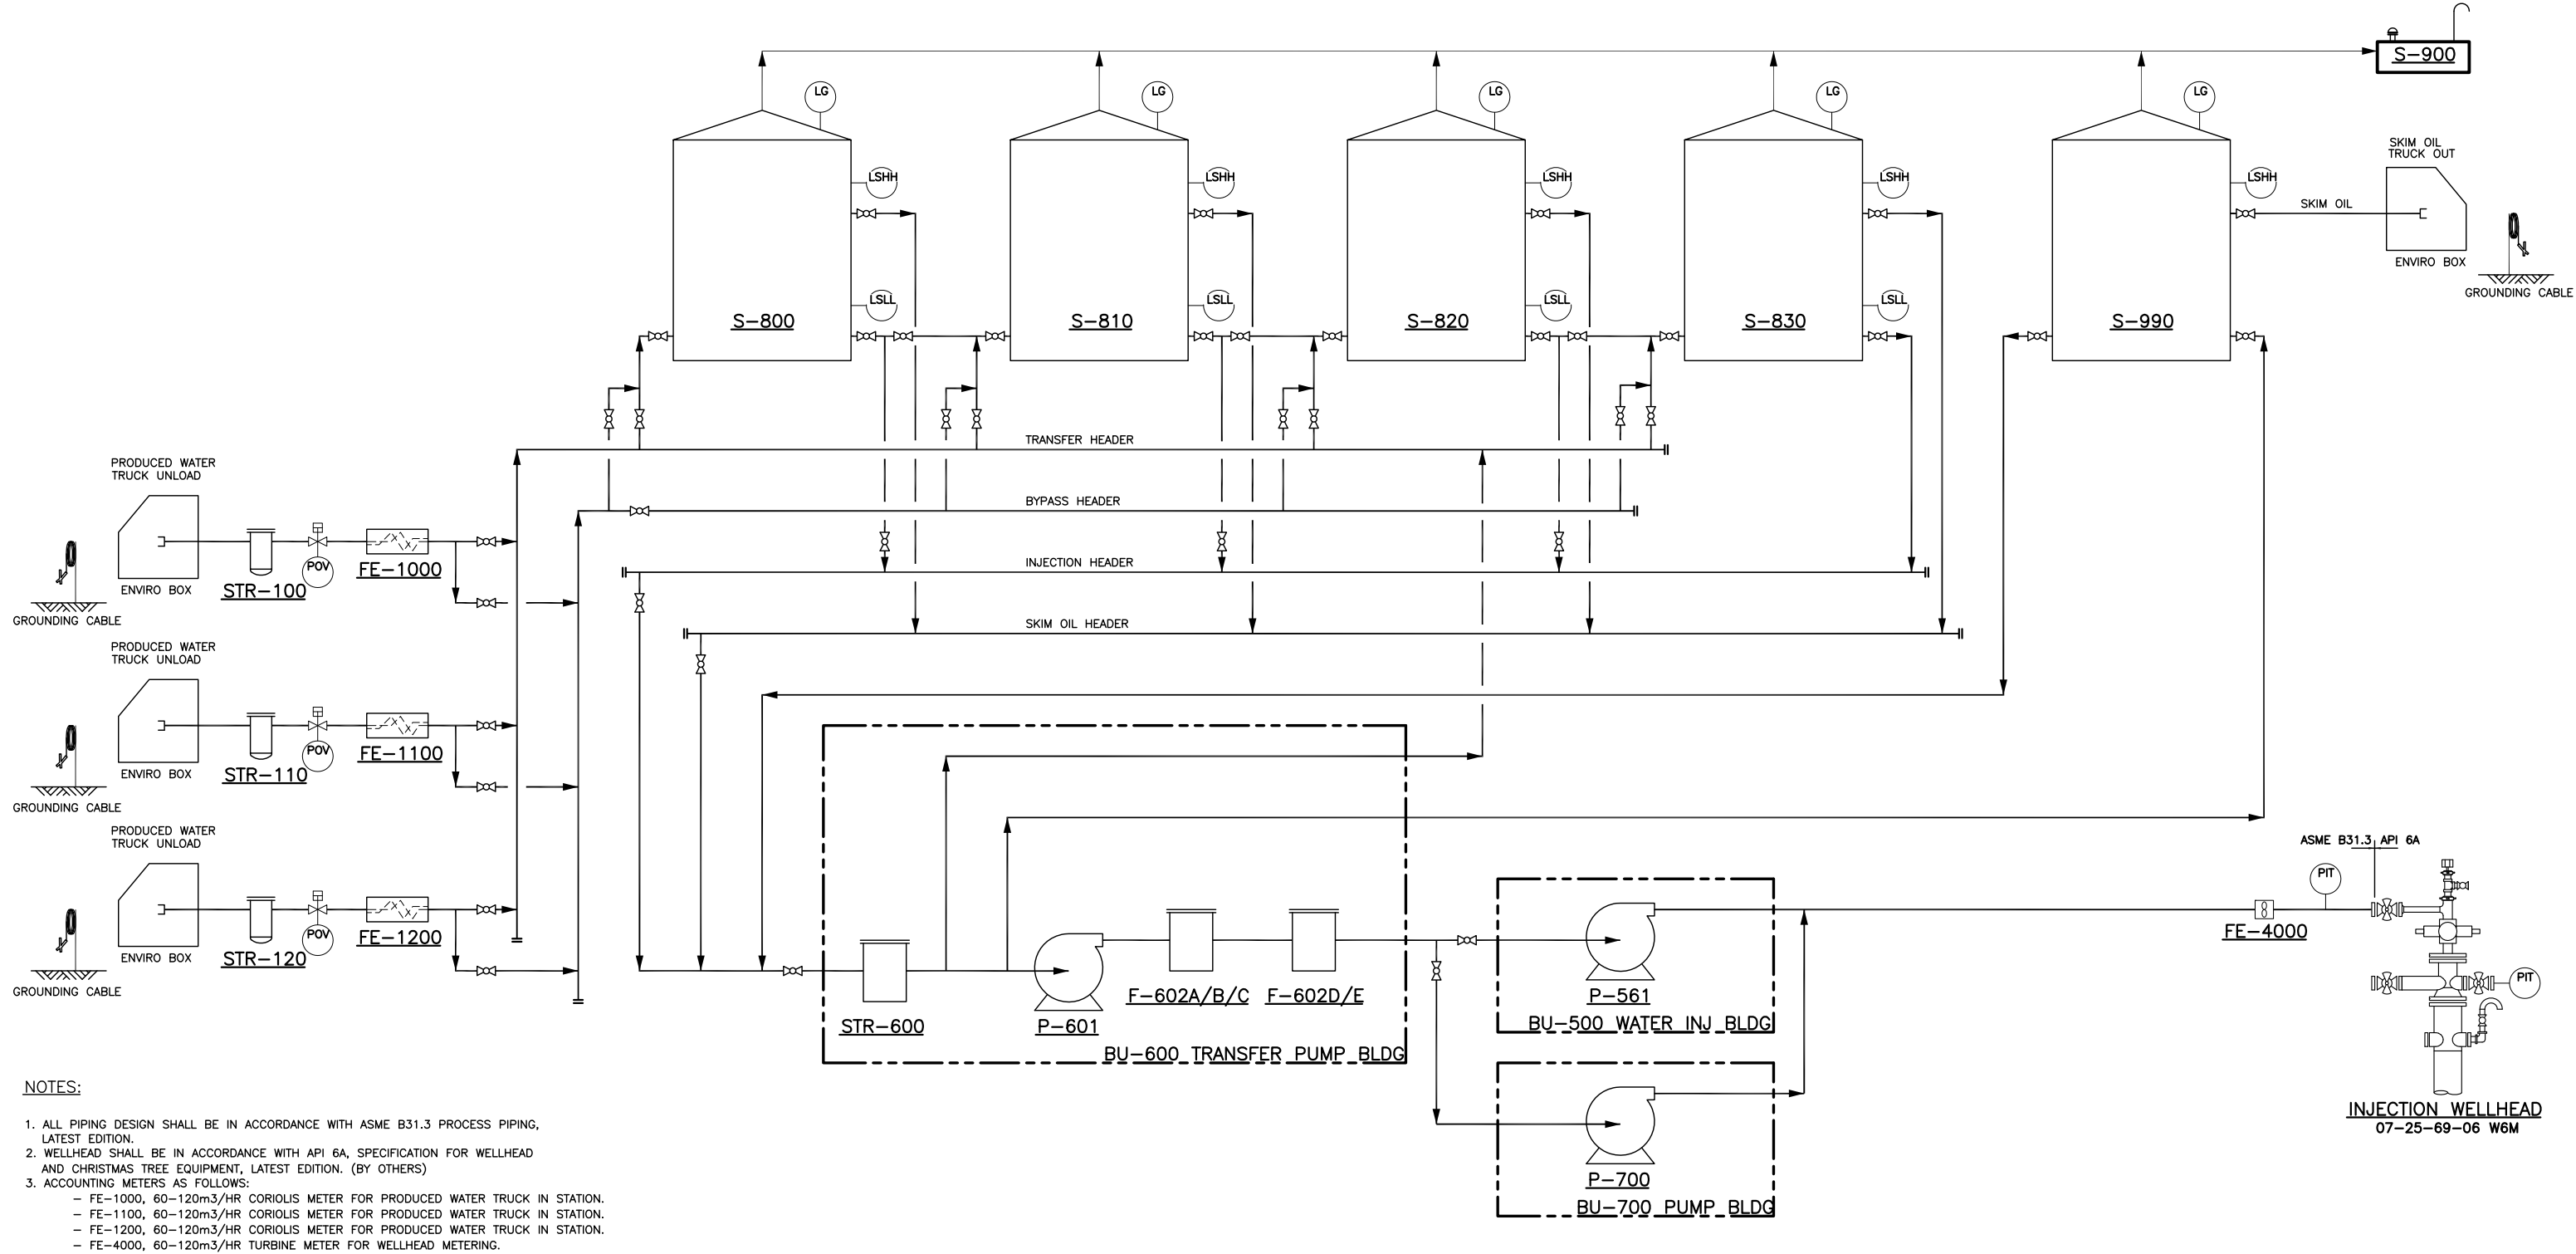 S-900
LG
LG
LG
LG
LG
SKIM OIL
TRUCK OUT
LSHH
LSHH
LSHH
LSHH
LSHH
SKIM OIL
ENVIRO BOX
GROUNDING CABLE
LSLL
LSLL
LSLL
LSLL
S-800
S-810
S-820
S-830
S-990
TRANSFER HEADER
BYPASS HEADER
INJECTION HEADER
SKIM OIL HEADER
PRODUCED WATER
TRUCK UNLOAD
POV
FE-1000
ENVIRO BOX
STR-100
GROUNDING CABLE
PRODUCED WATER
TRUCK UNLOAD
POV
FE-1100
ENVIRO BOX
STR-110
GROUNDING CABLE
PRODUCED WATER
TRUCK UNLOAD
POV
FE-1200
ENVIRO BOX
STR-120
GROUNDING CABLE
STR-600
P-601
F-602A/B/C
F-602D/E
BU-600 TRANSFER PUMP BLDG
P-561
BU-500 WATER INJ BLDG
P-700
BU-700 PUMP BLDG
ASME B31.3 API 6A
PIT
FE-4000
PIT
INJECTION WELLHEAD
07-25-69-06 W6M
NOTES:
1. ALL PIPING DESIGN SHALL BE IN ACCORDANCE WITH ASME B31.3 PROCESS PIPING,
LATEST EDITION.
2. WELLHEAD SHALL BE IN ACCORDANCE WITH API 6A, SPECIFICATION FOR WELLHEAD
AND CHRISTMAS TREE EQUIPMENT, LATEST EDITION. (BY OTHERS)
3. ACCOUNTING METERS AS FOLLOWS:
- FE-1000, 60-120m3/HR CORIOLIS METER FOR PRODUCED WATER TRUCK IN STATION.
- FE-1100, 60-120m3/HR CORIOLIS METER FOR PRODUCED WATER TRUCK IN STATION.
- FE-1200, 60-120m3/HR CORIOLIS METER FOR PRODUCED WATER TRUCK IN STATION.
- FE-4000, 60-120m3/HR TURBINE METER FOR WELLHEAD METERING.